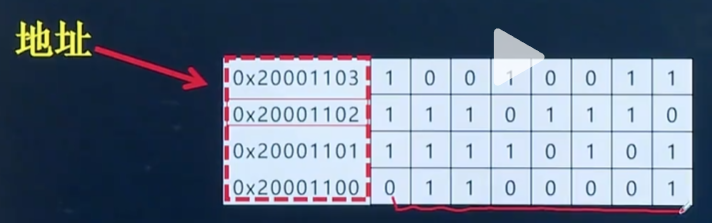 地址
0x20001103 1 0 0 1 0 0 1 1
0x20001102 1 1 1 0 1 1 1 0
0x20001101 1 1 1 1 0 1 0 1
0x20001100 0 1 1 0 0 0 0 1